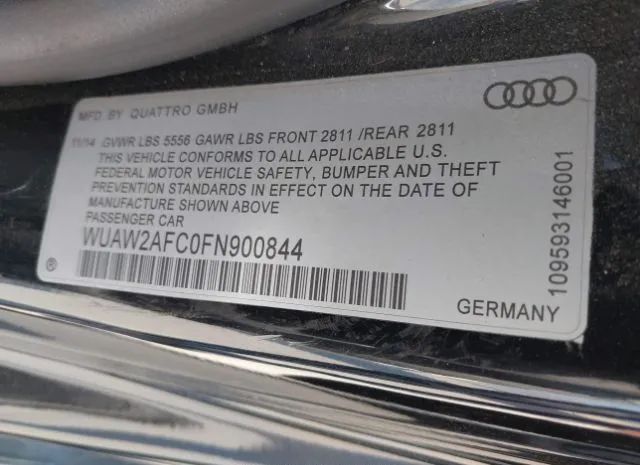 MFD. BY QUATTRO GMBH
11/14 GVWR LBS 5556 GAWR LBS FRONT 2811 /REAR 2811
THIS VEHICLE CONFORMS TO ALL APPLICABLE U.S.
FEDERAL MOTOR VEHICLE SAFETY, BUMPER AND THEFT
PREVENTION STANDARDS IN EFFECT ON THE DATE OF
MANUFACTURE SHOWN ABOVE
PASSENGER CAR
WUAW2AFC0FN900844
®
GERMANY
109593146001